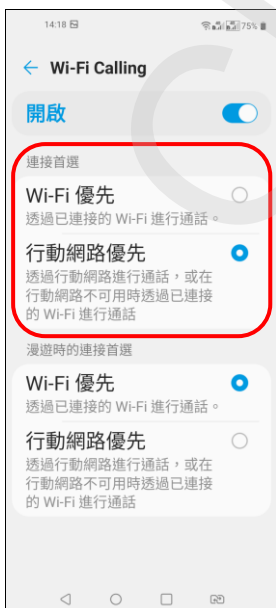 14:18 75%
Wi-Fi Calling
開啟
連接首選
Wi-Fi 優先
透過已連接的 Wi-Fi 進行通話。
行動網路優先
透過行動網路進行通話，或在
行動網路不可用時透過已連接
的 Wi-Fi 進行通話
漫遊時的連接首選
Wi-Fi 優先
透過已連接的 Wi-Fi 進行通話。
行動網路優先
透過行動網路進行通話，或在
行動網路不可用時透過已連接
的 Wi-Fi 進行通話